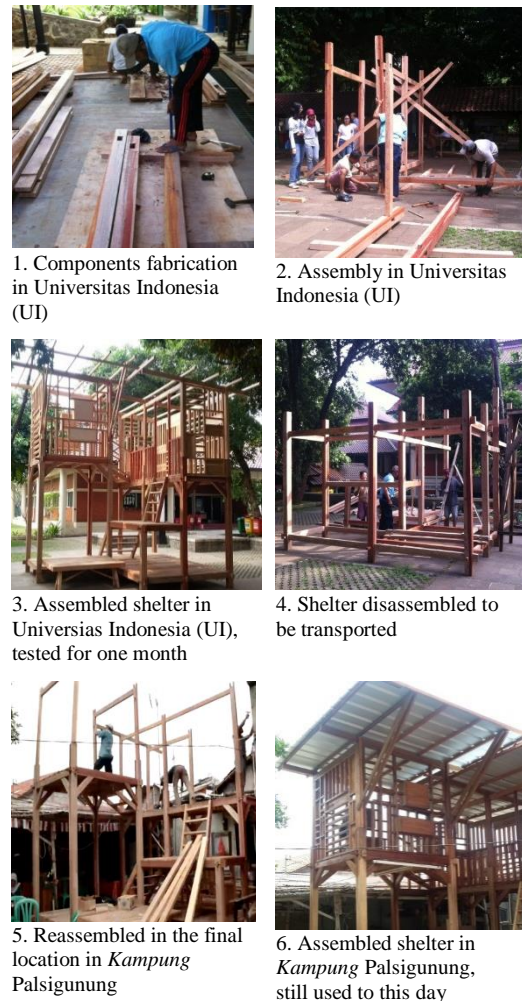 1. Components fabrication
in Universitas Indonesia
(UI)
2. Assembly in Universitas
Indonesia (UI)
3. Assembled shelter in
Universias Indonesia (UI),
tested for one month
4. Shelter disassembled to
be transported
5. Reassembled in the final
location in Kampung
Palsigunung
6. Assembled shelter in
Kampung Palsigunung,
still used to this day